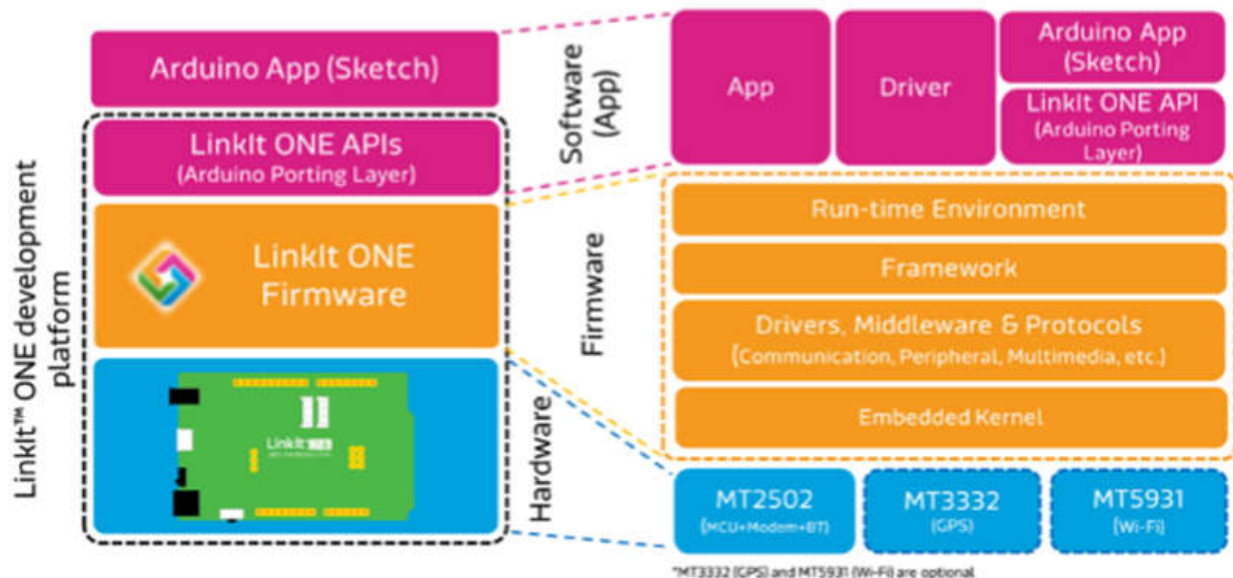 Arduino App (Sketch)
LinkIt ONE APIs
(Arduino Porting Layer)
LinkIt ONE
Firmware
LinkIt™ ONE development
platform
Software
(App)
Firmware
Hardware
App
Driver
Arduino App
(Sketch)
LinkIt ONE API
(Arduino Porting
Layer)
Run-time Environment
Framework
Drivers, Middleware & Protocols
(Communication, Peripheral, Multimedia, etc.)
Embedded Kernel
MT2502
(MCU+Modem+BT)
MT3332
(GPS)
MT5931
(Wi-Fi)
*MT3332 (GPS) and MT5931 (Wi-Fi) are optional
LinkIt